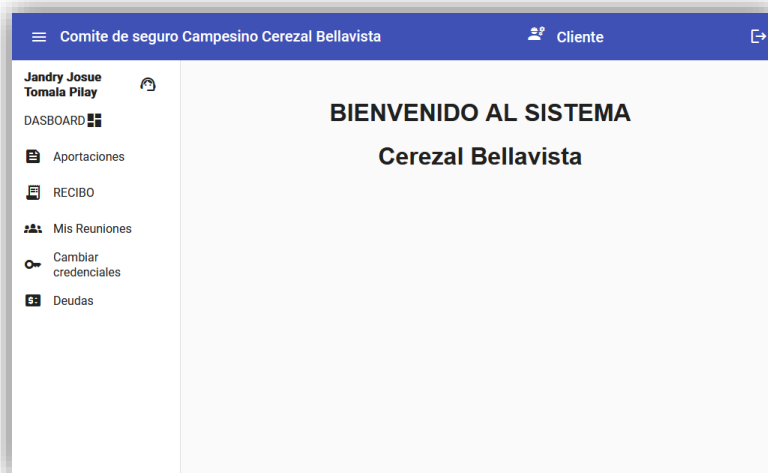 Comite de seguro Campesino Cerezal Bellavista
Cliente
Jandry Josue
Tomala Pilay
DASBOARD
Aportaciones
RECIBO
Mis Reuniones
Cambiar
credenciales
Deudas
BIENVENIDO AL SISTEMA
Cerezal Bellavista